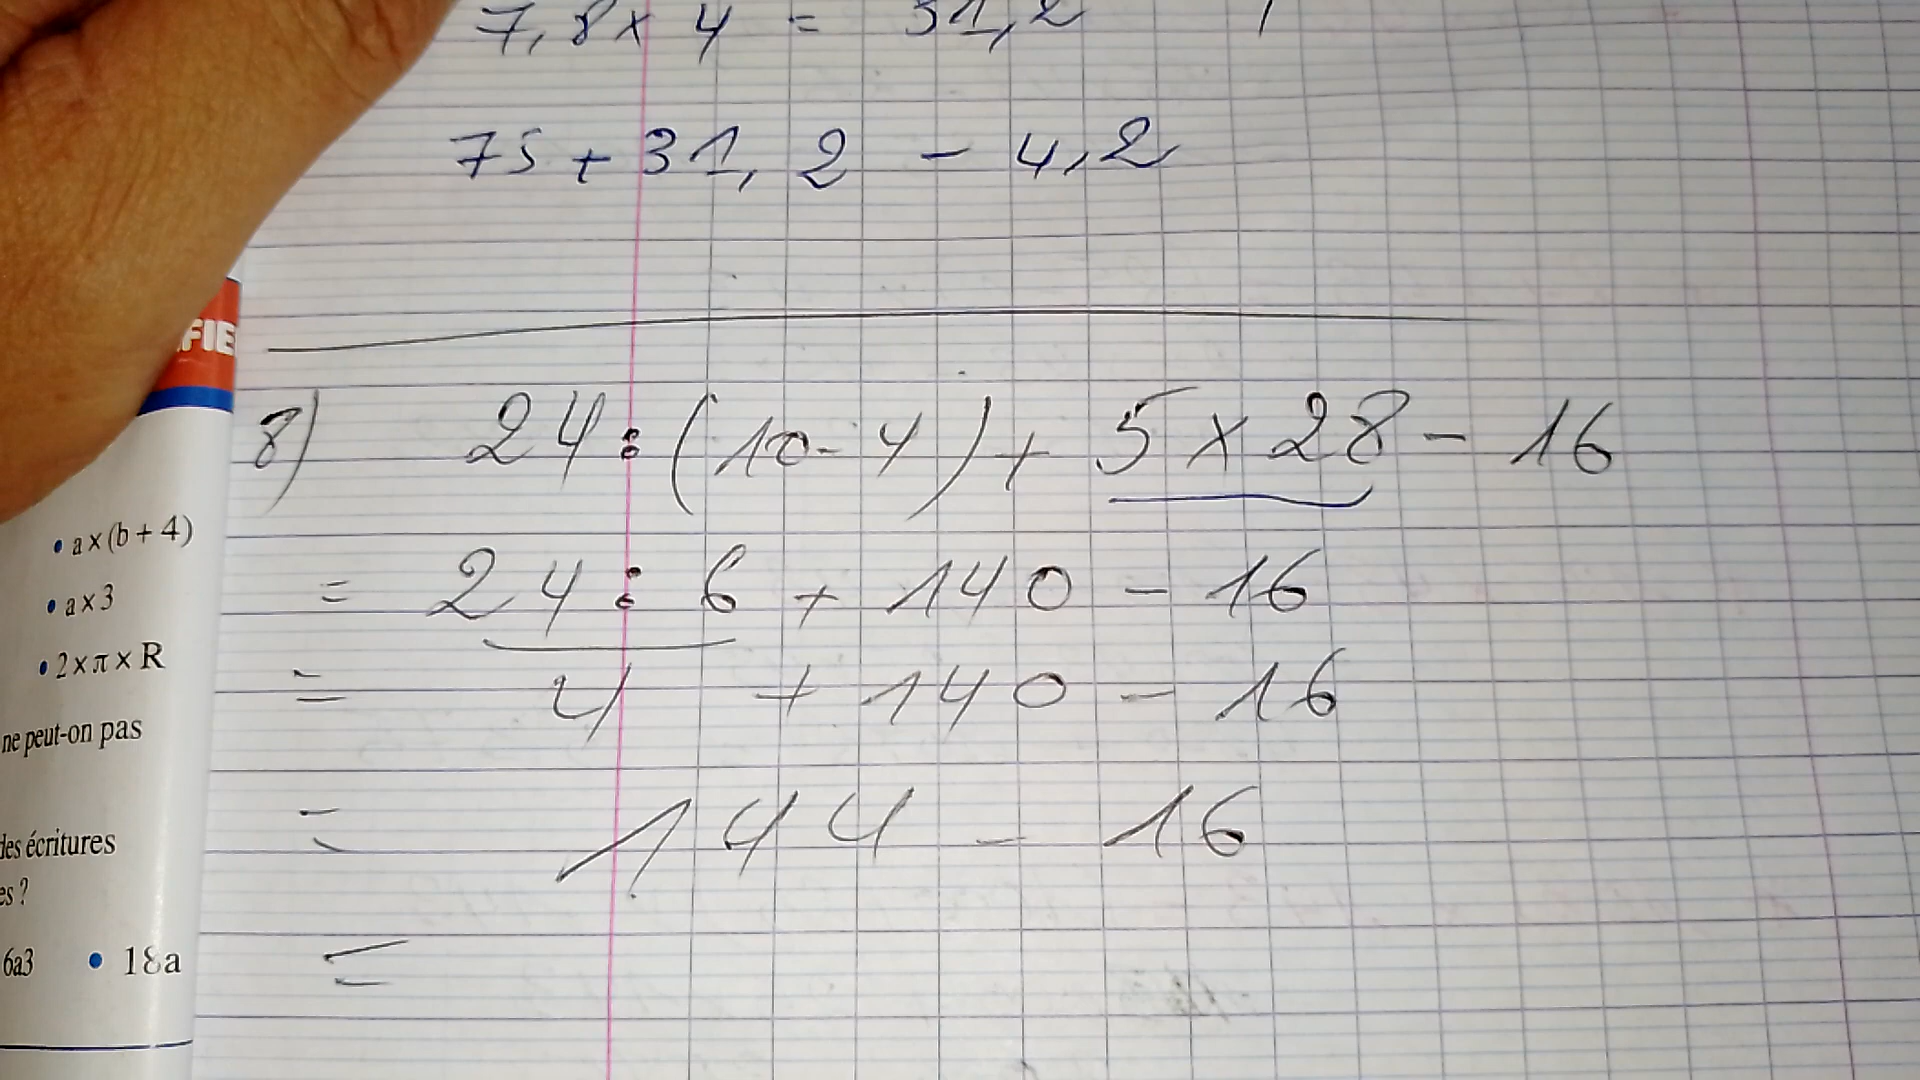 7,8 x 4 = 31,2
75 + 31,2 - 4,2
8) 24 : (10 - 4) + 5 x 28 - 16
= 24 : 6 + 140 - 16
= 4 + 140 - 16
= 144 - 16
=
FIE
• a × (b + 4)
• a × 3
• 2 × π × R
ne peut-on pas
des écritures
es ?
6a3 • 18a